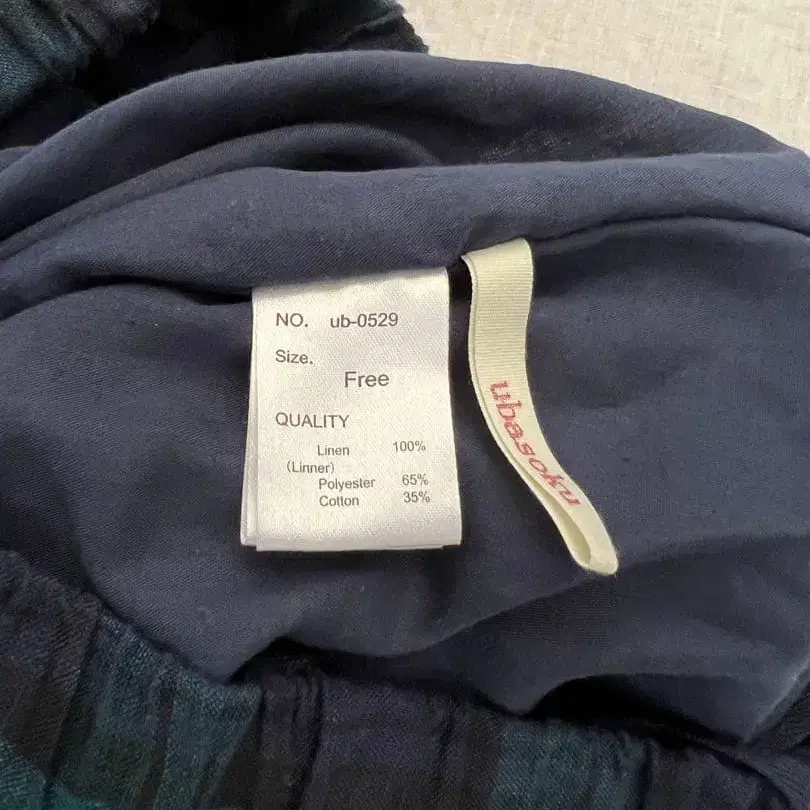 NO. ub-0529
Size.
Free
QUALITY
Linen 100%
(Linner)
Polyester 65%
Cotton 35%
ubasoku